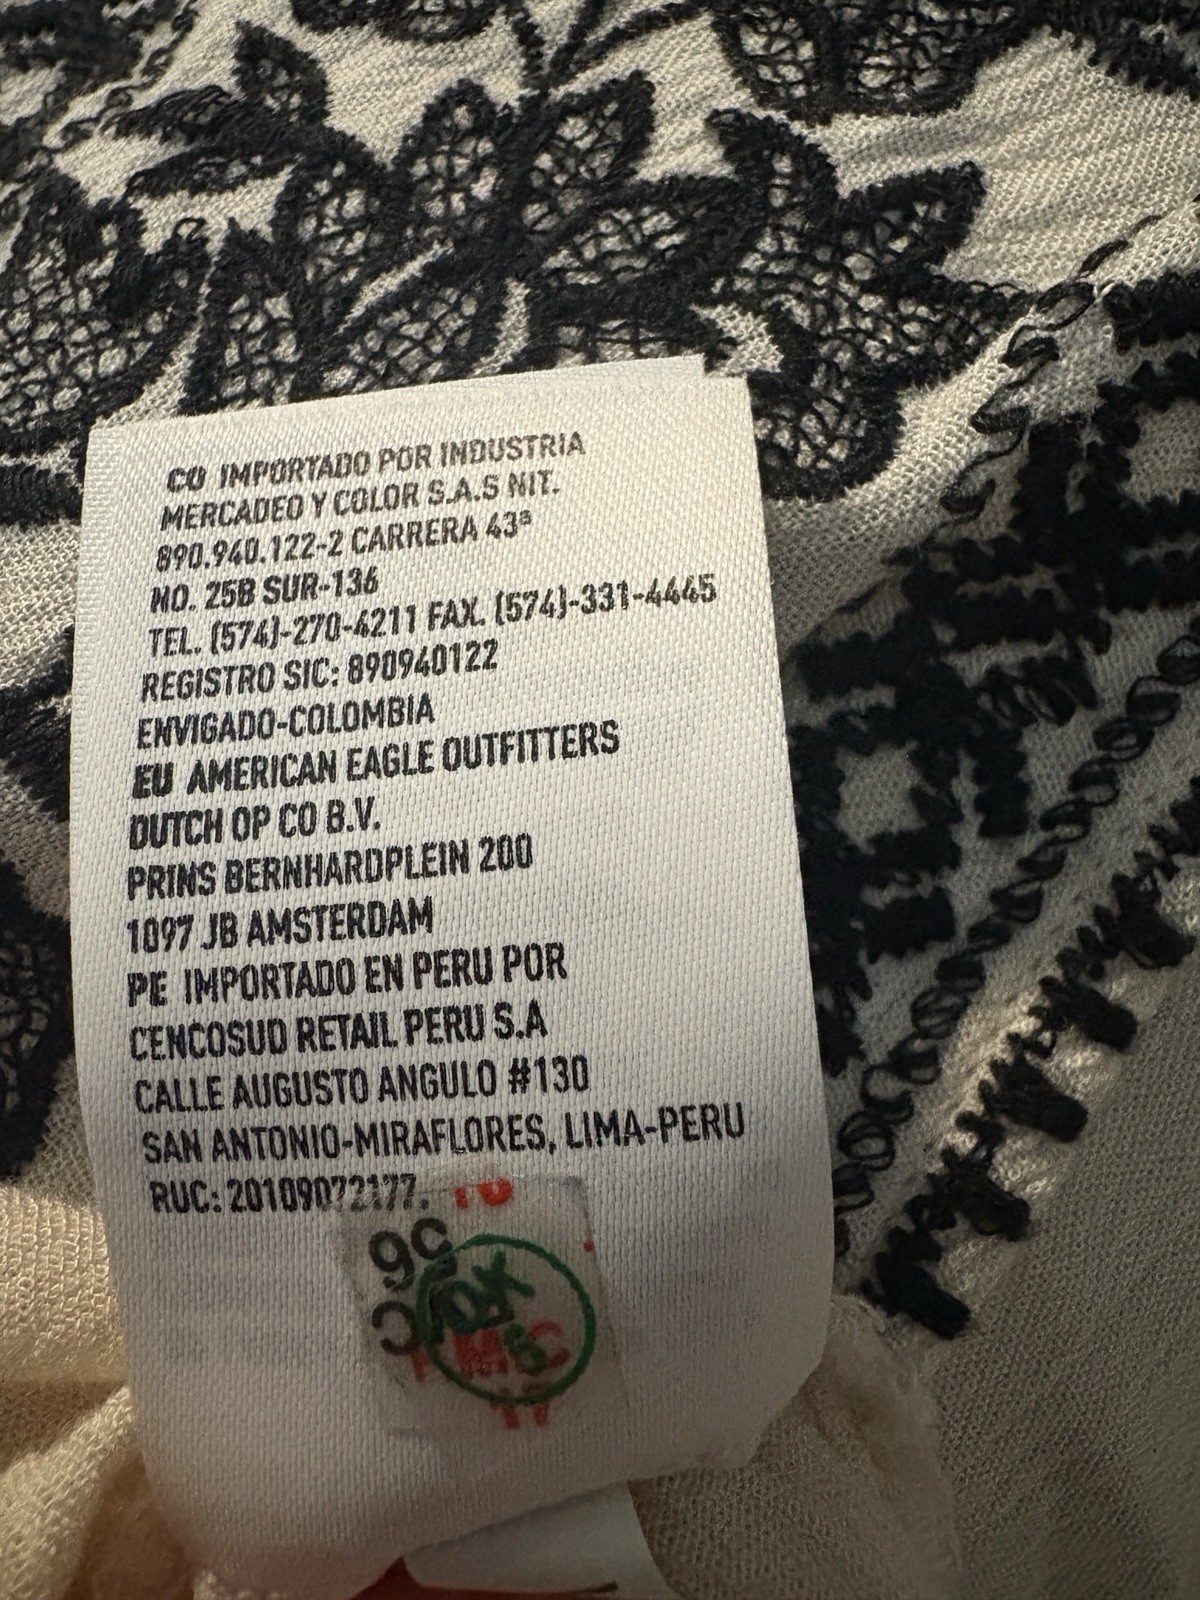 CO IMPORTADO POR INDUSTRIA
MERCADEO Y COLOR S.A.S NIT.
890.940.122-2 CARRERA 43ª
NO. 25B SUR-136
TEL. (574)-270-4211 FAX. (574)-331-4445
REGISTRO SIC: 890940122
ENVIGADO-COLOMBIA
EU AMERICAN EAGLE OUTFITTERS
DUTCH OP CO B.V.
PRINS BERNHARDPLEIN 200
1097 JB AMSTERDAM
PE IMPORTADO EN PERU POR
CENCOSUD RETAIL PERU S.A
CALLE AUGUSTO ANGULO #130
SAN ANTONIO-MIRAFLORES, LIMA-PERU
RUC: 20109072177.